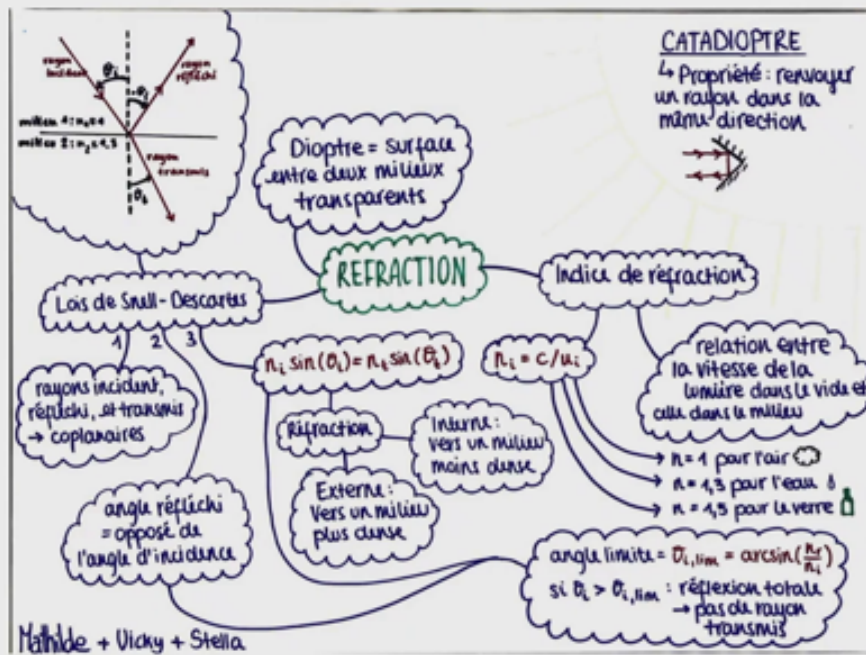 rayon
incident
θi
θi
rayon
réfléchi
milieu 1 : n₁ = 1
milieu 2 : n₂ = 1,3
rayon
transmis
θt
CATADIOPTRE
↳ Propriété : renvoyer
un rayon dans la
même direction
Dioptre = surface
entre deux milieux
transparents
REFRACTION
Lois de Snell-Descartes
1 2 3
Indice de réfraction
rayons incident,
réfléchi, et transmis
→ coplanaires
angle réfléchi
= opposé de
l'angle d'incidence
ni sin(θi) = nt sin(θt)
Réfraction
Interne :
vers un milieu
moins dense
Externe :
vers un milieu
plus dense
ni = c/ui
relation entre
la vitesse de la
lumière dans le vide et
celle dans le milieu
→ n = 1 pour l'air
→ n = 1,3 pour l'eau
→ n = 1,5 pour le verre
angle limite = θi,lim = arcsin(nr/ni)
si θi > θi,lim : réflexion totale
→ pas de rayon
transmis
Mathilde + Vicky + Stella